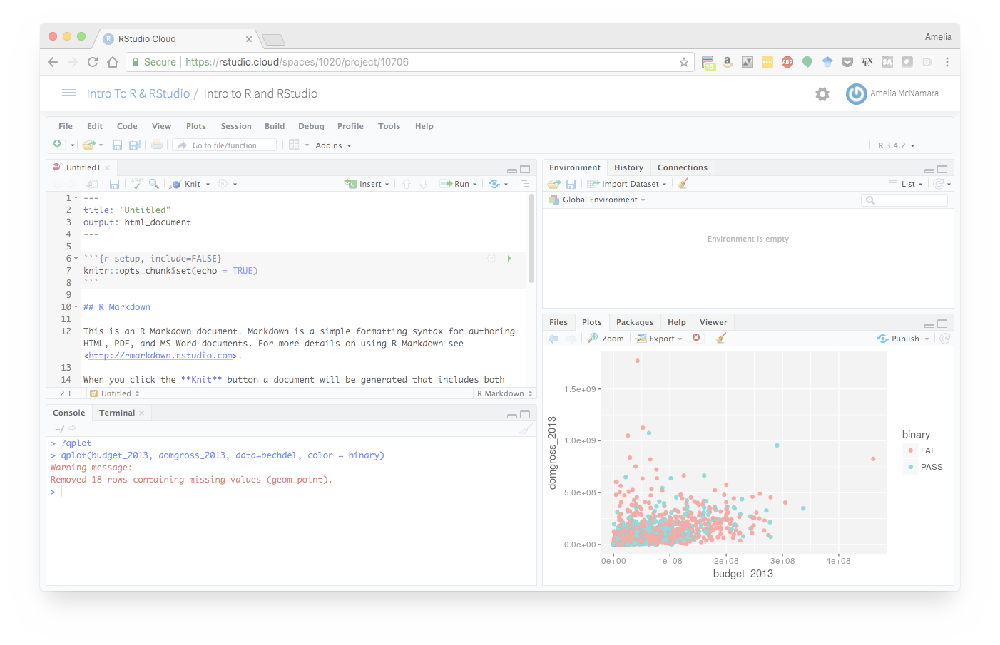 RStudio Cloud
Amelia
Secure https://rstudio.cloud/spaces/1020/project/10706
15 a ABP TEX SA B
Intro To R & RStudio / Intro to R and RStudio
Amelia McNamara
File Edit Code View Plots Session Build Debug Profile Tools Help
Go to file/function Addins R 3.4.2
Untitled1
ABC Knit Insert Run
1 ---
2 title: "Untitled"
3 output: html_document
4 ---
5
6 ```{r setup, include=FALSE}
7 knitr::opts_chunk$set(echo = TRUE)
8 ```
9
10 ## R Markdown
11
12 This is an R Markdown document. Markdown is a simple formatting syntax for authoring
HTML, PDF, and MS Word documents. For more details on using R Markdown see
<http://rmarkdown.rstudio.com>.
13
14 When you click the **Knit** button a document will be generated that includes both
2:1 # Untitled R Markdown
Console Terminal
~/
> ?qplot
> qplot(budget_2013, domgross_2013, data=bechdel, color = binary)
Warning message:
Removed 18 rows containing missing values (geom_point).
>
Environment History Connections
Import Dataset List
Global Environment
Environment is empty
Files Plots Packages Help Viewer
Zoom Export Publish
domgross_2013
1.5e+09
1.0e+09
5.0e+08
0.0e+00
0e+00 1e+08 2e+08 3e+08 4e+08
budget_2013
binary
FAIL
PASS